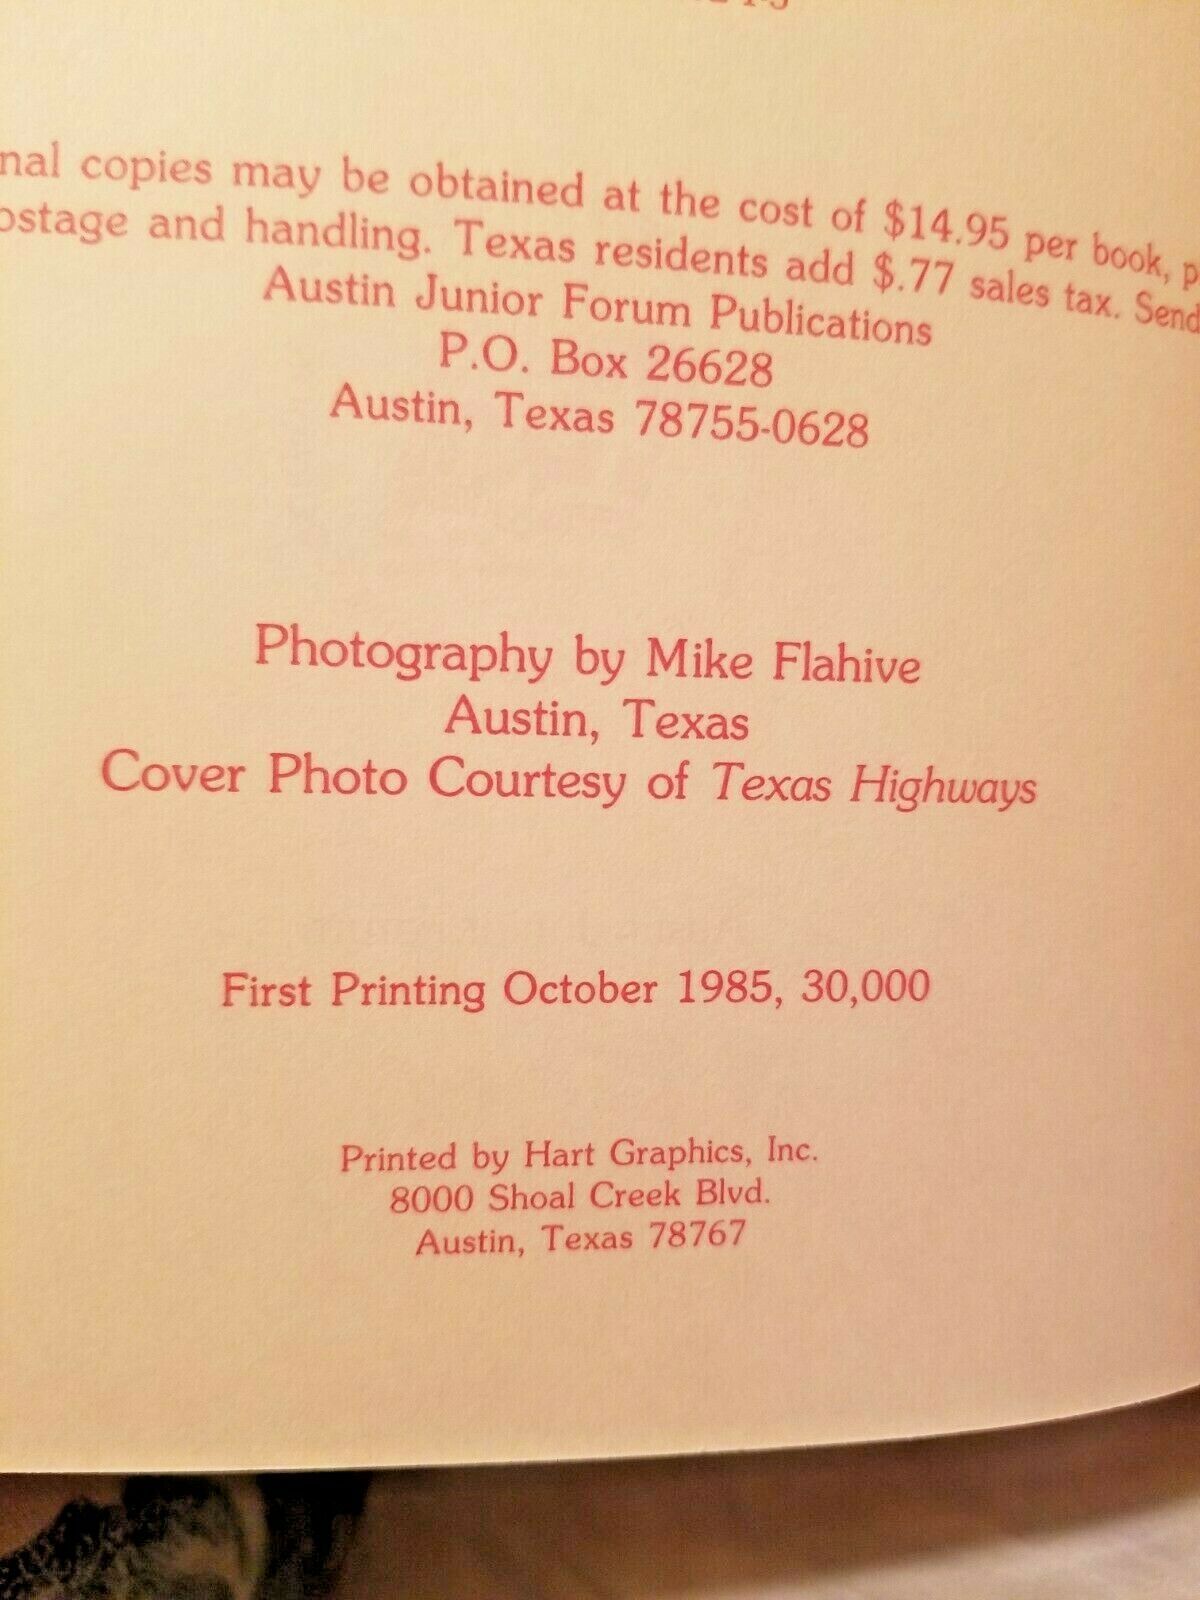 nal copies may be obtained at the cost of $14.95 per book, p
ostage and handling. Texas residents add $.77 sales tax. Send
Austin Junior Forum Publications
P.O. Box 26628
Austin, Texas 78755-0628
Photography by Mike Flahive
Austin, Texas
Cover Photo Courtesy of Texas Highways
First Printing October 1985, 30,000
Printed by Hart Graphics, Inc.
8000 Shoal Creek Blvd.
Austin, Texas 78767